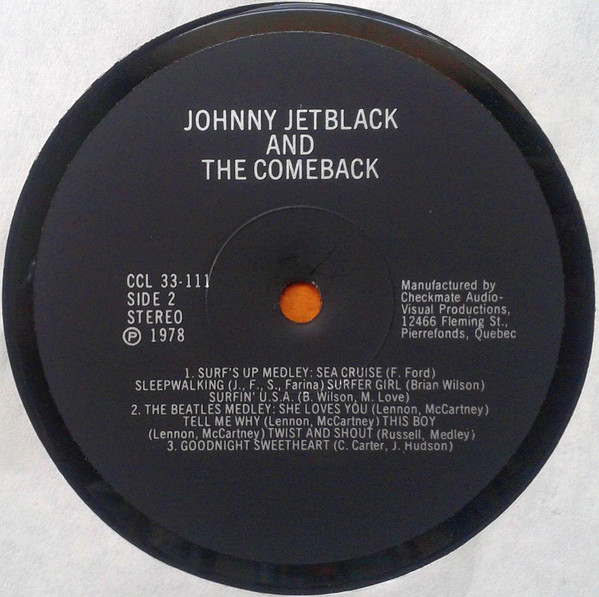 JOHNNY JETBLACK
AND
THE COMEBACK
CCL 33-111
SIDE 2
STEREO
Ⓟ 1978
Manufactured by
Checkmate Audio-
Visual Productions,
12466 Fleming St.,
Pierrefonds, Quebec
1. SURF'S UP MEDLEY: SEA CRUISE (F. Ford)
SLEEPWALKING (J., F., S., Farina) SURFER GIRL (Brian Wilson)
SURFIN' U.S.A. (B. Wilson, M. Love)
2. THE BEATLES MEDLEY: SHE LOVES YOU (Lennon, McCartney)
TELL ME WHY (Lennon, McCartney) THIS BOY
(Lennon, McCartney) TWIST AND SHOUT (Russell, Medley)
3. GOODNIGHT SWEETHEART (C. Carter, J. Hudson)